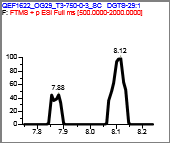 QEF1622_OG29_T3-750-0-3_SC DGTS-29:1
F: FTMS + p ESI Full ms [500.0000-2000.0000]
8.12
100
80
7.88
60
40
20
0
7.8 7.9 8.0 8.1 8.2